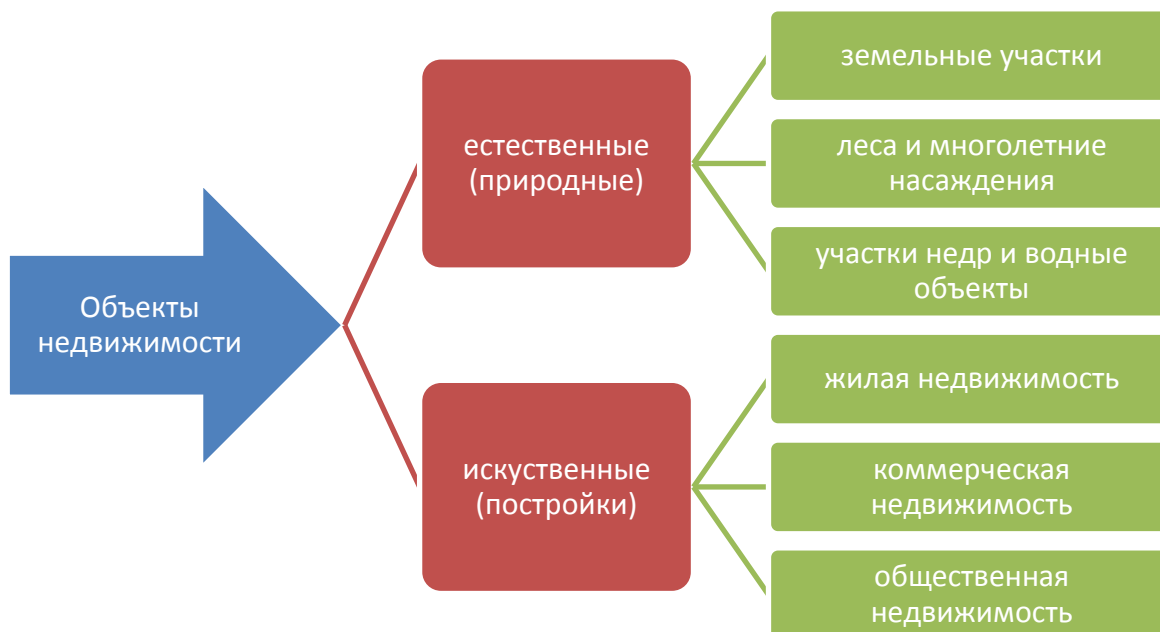 Объекты
недвижимости
естественные
(природные)
земельные участки
леса и многолетние
насаждения
участки недр и водные
объекты
искуственные
(постройки)
жилая недвижимость
коммерческая
недвижимость
общественная
недвижимость